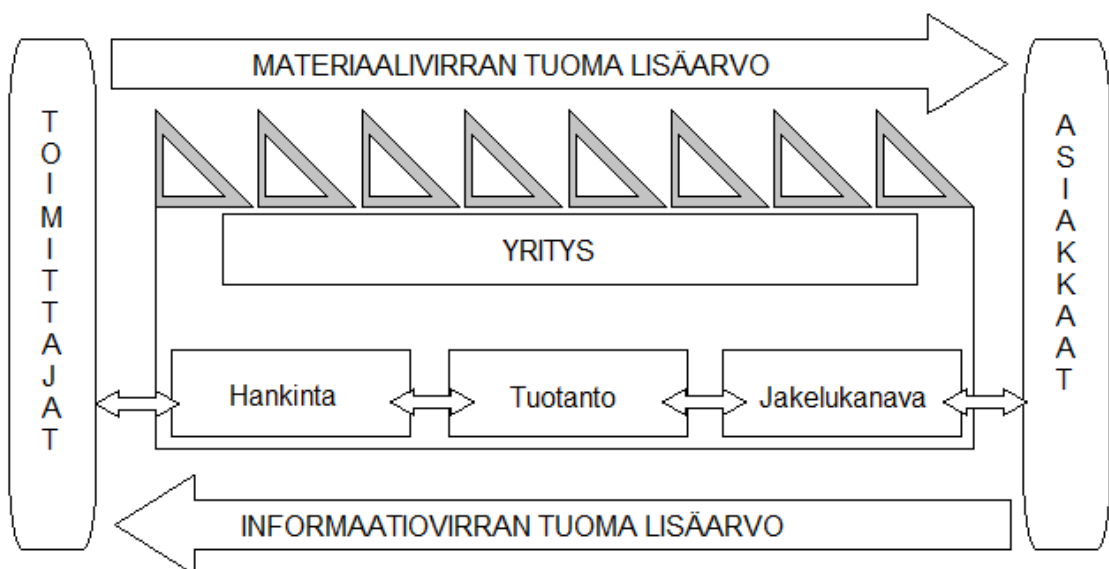 MATERIAALIVIRRAN TUOMA LISÄARVO
TOIMITTAJAT
YRITYS
ASIAKKAAT
Hankinta
Tuotanto
Jakelukanava
INFORMAATIOVIRRAN TUOMA LISÄARVO